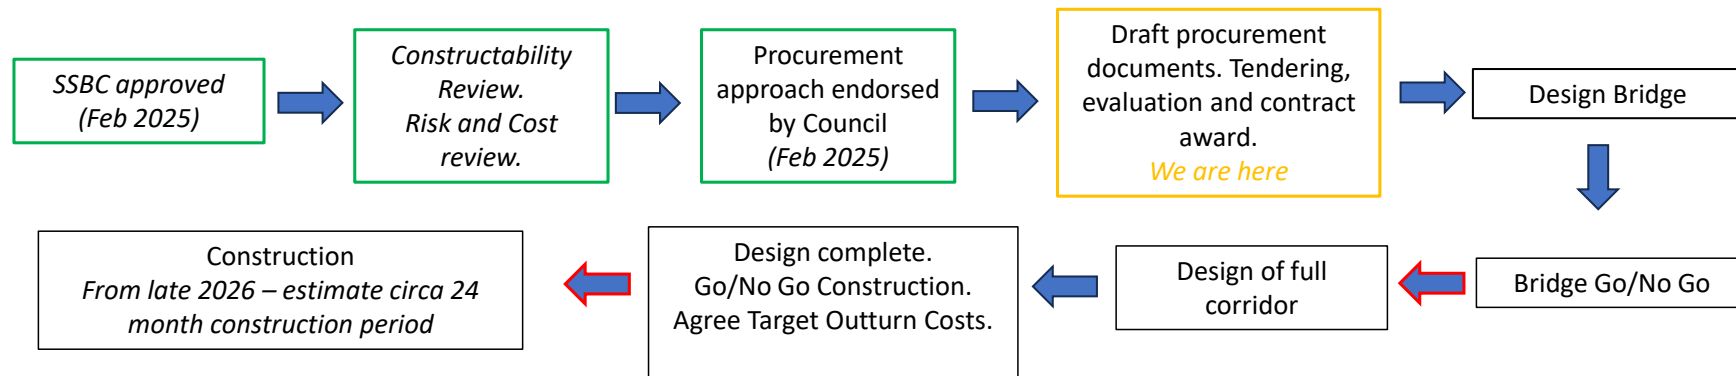 SSBC approved
(Feb 2025)
Constructability
Review.
Risk and Cost
review.
Procurement
approach endorsed
by Council
(Feb 2025)
Draft procurement
documents. Tendering,
evaluation and contract
award.
We are here
Design Bridge
Bridge Go/No Go
Design of full
corridor
Design complete.
Go/No Go Construction.
Agree Target Outturn Costs.
Construction
From late 2026 – estimate circa 24
month construction period